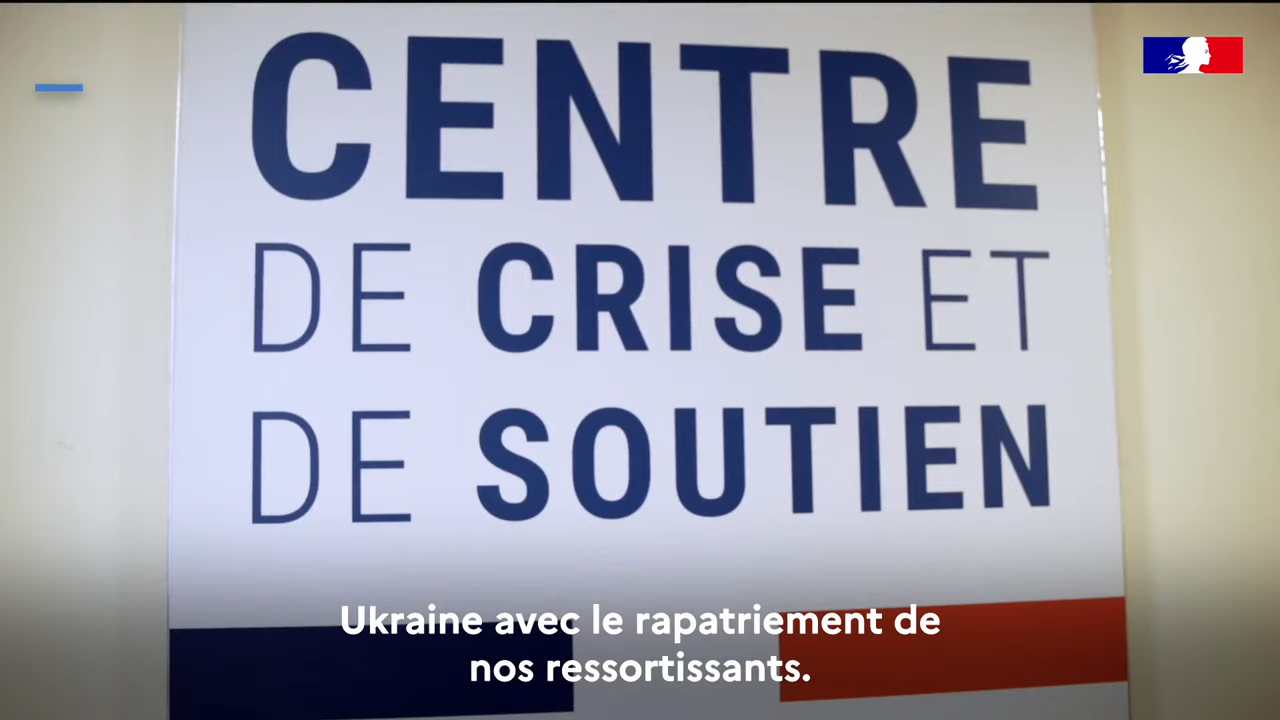 CENTRE
DE CRISE ET
DE SOUTIEN
Ukraine avec le rapatriement de
nos ressortissants.